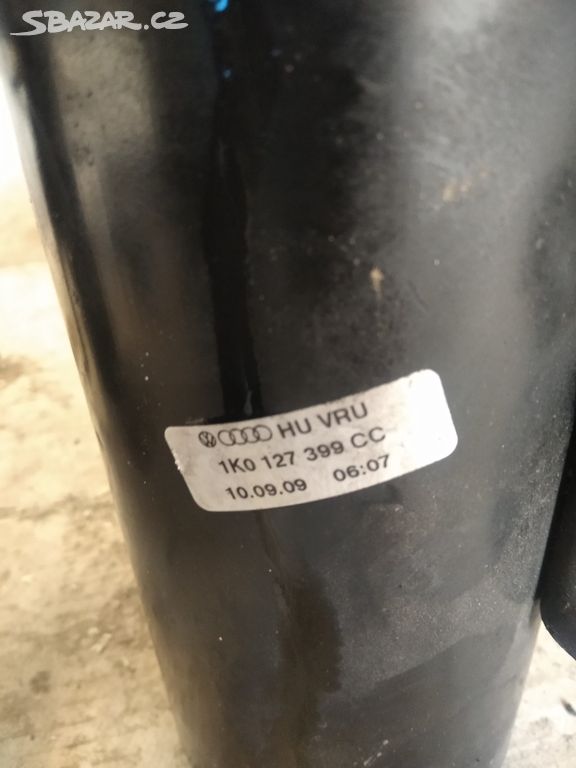 SBAZAR.CZ
HU VRU
1K0 127 399 CC
10.09.09 06:07